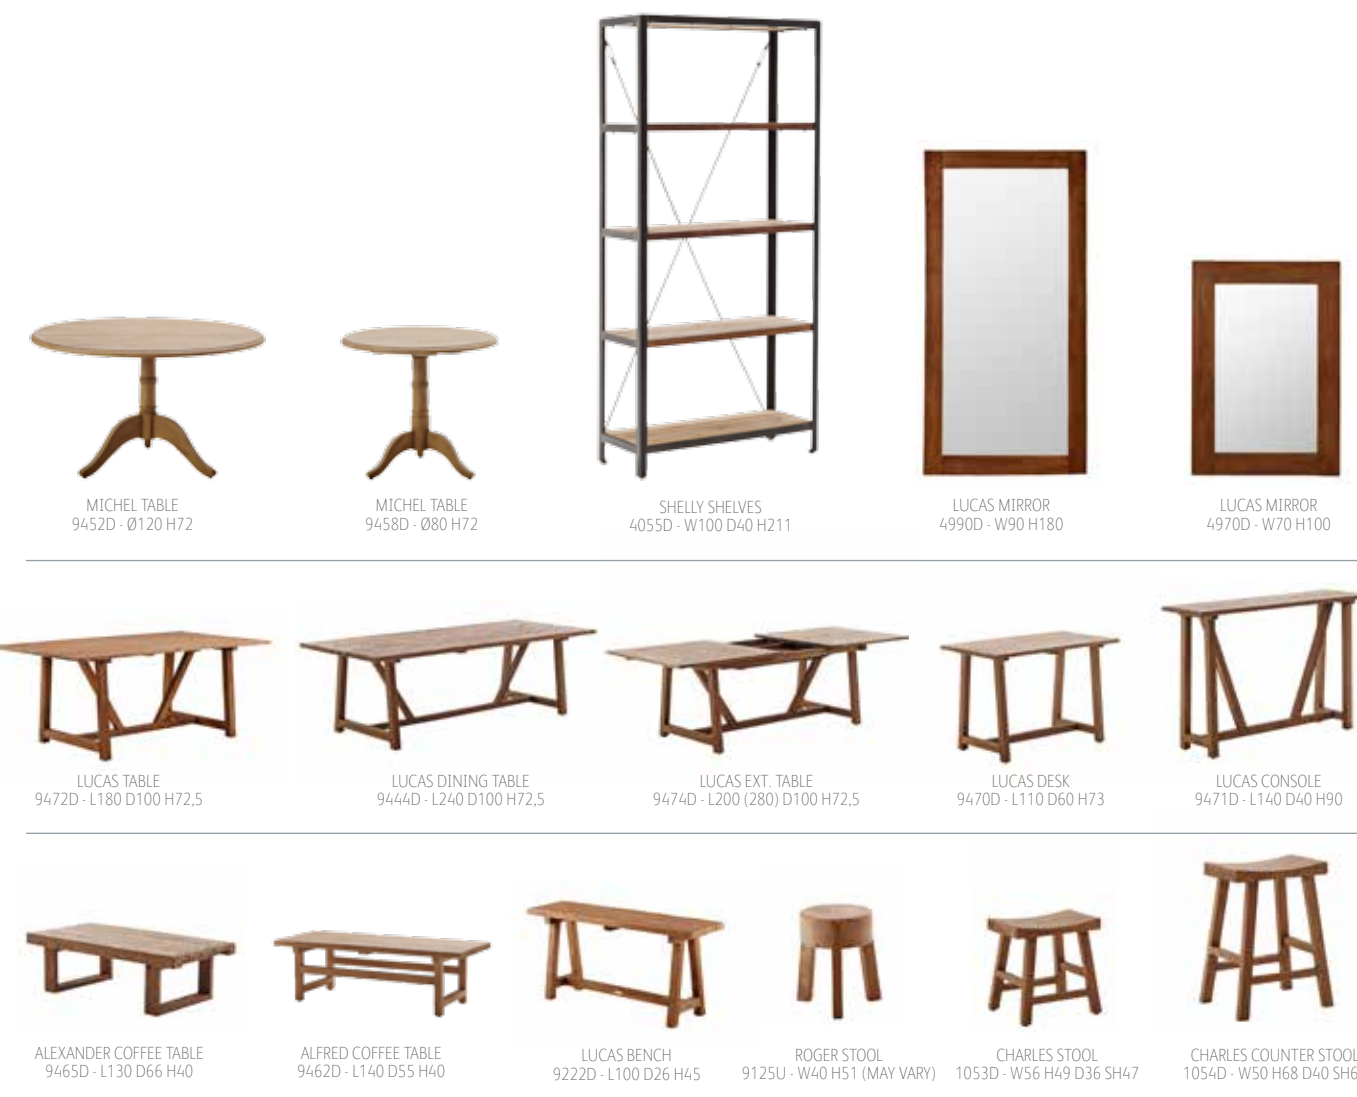 MICHEL TABLE
9452D - Ø120 H72
MICHEL TABLE
9458D - Ø80 H72
SHELLY SHELVES
4055D - W100 D40 H211
LUCAS MIRROR
4990D - W90 H180
LUCAS MIRROR
4970D - W70 H100
LUCAS TABLE
9472D - L180 D100 H72,5
LUCAS DINING TABLE
9444D - L240 D100 H72,5
LUCAS EXT. TABLE
9474D - L200 (280) D100 H72,5
LUCAS DESK
9470D - L110 D60 H73
LUCAS CONSOLE
9471D - L140 D40 H90
ALEXANDER COFFEE TABLE
9465D - L130 D66 H40
ALFRED COFFEE TABLE
9462D - L140 D55 H40
LUCAS BENCH
9222D - L100 D26 H45
ROGER STOOL
9125U - W40 H51 (MAY VARY)
CHARLES STOOL
1053D - W56 H49 D36 SH47
CHARLES COUNTER STOOL
1054D - W50 H68 D40